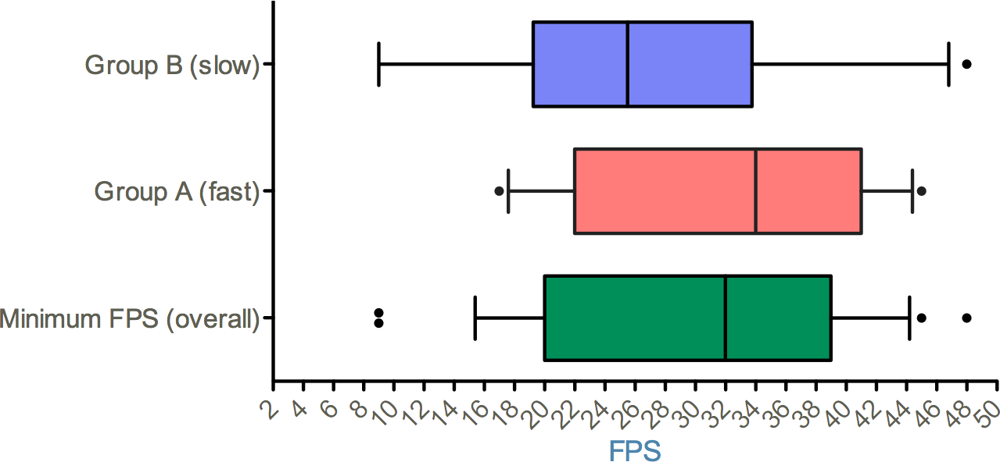 Group B (slow)
Group A (fast)
Minimum FPS (overall)
2 4 6 8 10 12 14 16 18 20 22 24 26 28 30 32 34 36 38 40 42 44 46 48 50
FPS